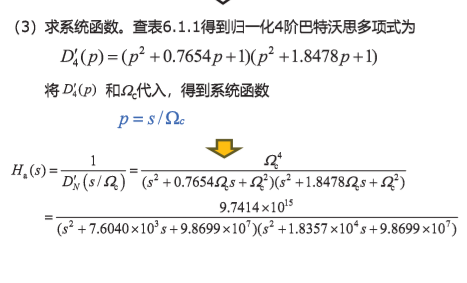 （3）求系统函数。查表6.1.1得到归一化4阶巴特沃思多项式为
D′₄(p)=(p²+0.7654p+1)(p²+1.8478p+1)
将 D′₄(p) 和Ω_c代入，得到系统函数
p = s/Ω_c
H_a(s)=1/D′_N(s/Ω_c)=Ω_c⁴/(s²+0.7654Ω_c s+Ω_c²)(s²+1.8478Ω_c s+Ω_c²)
=9.7414×10¹⁵/(s²+7.6040×10³s+9.8699×10⁷)(s²+1.8357×10⁴s+9.8699×10⁷)